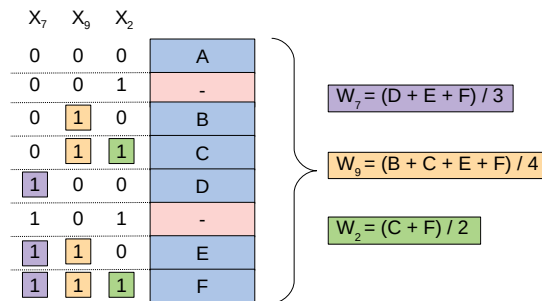 X7 X9 X2
0 0 0 A
0 0 1 -
0 1 0 B
0 1 1 C
1 0 0 D
1 0 1 -
1 1 0 E
1 1 1 F
W7 = (D + E + F) / 3
W9 = (B + C + E + F) / 4
W2 = (C + F) / 2